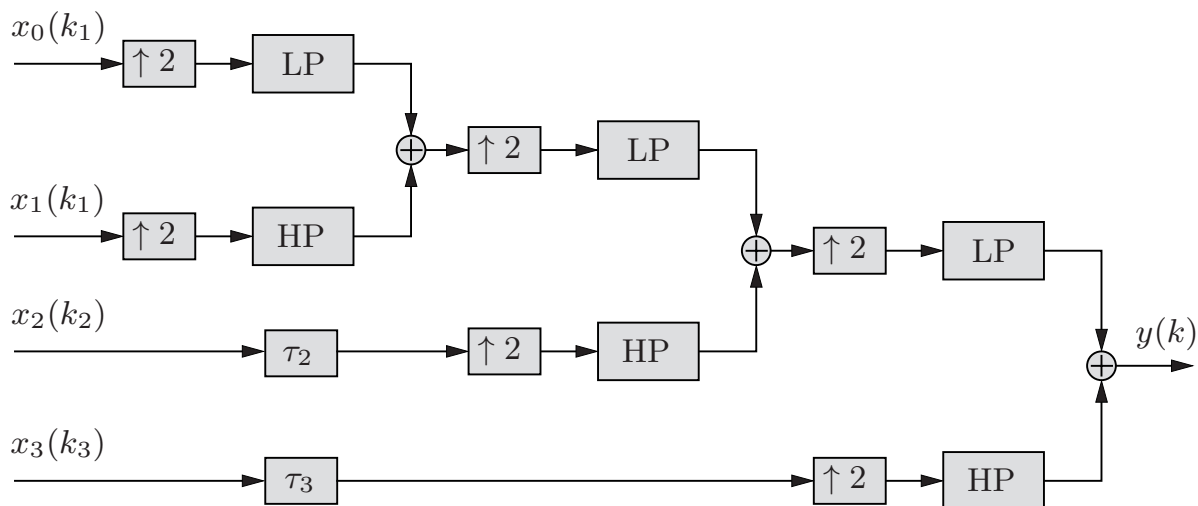 x₀(k₁)
↑ 2 LP
↑ 2 LP
x₁(k₁)
↑ 2 HP
↑ 2 LP
x₂(k₂)
τ₂ ↑ 2 HP
y(k)
x₃(k₃)
τ₃ ↑ 2 HP